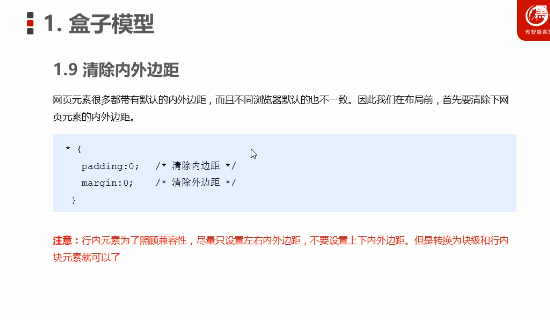 1. 盒子模型
黑
传智播客旗
1.9 清除内外边距
网页元素很多都带有默认的内外边距，而且不同浏览器默认的也不一致。因此我们在布局前，首先要清除下网
页元素的内外边距。
* {
padding:0; /* 清除内边距 */
margin:0; /* 清除外边距 */
}
注意：行内元素为了照顾兼容性，尽量只设置左右内外边距，不要设置上下内外边距。但是转换为块级和行内
块元素就可以了